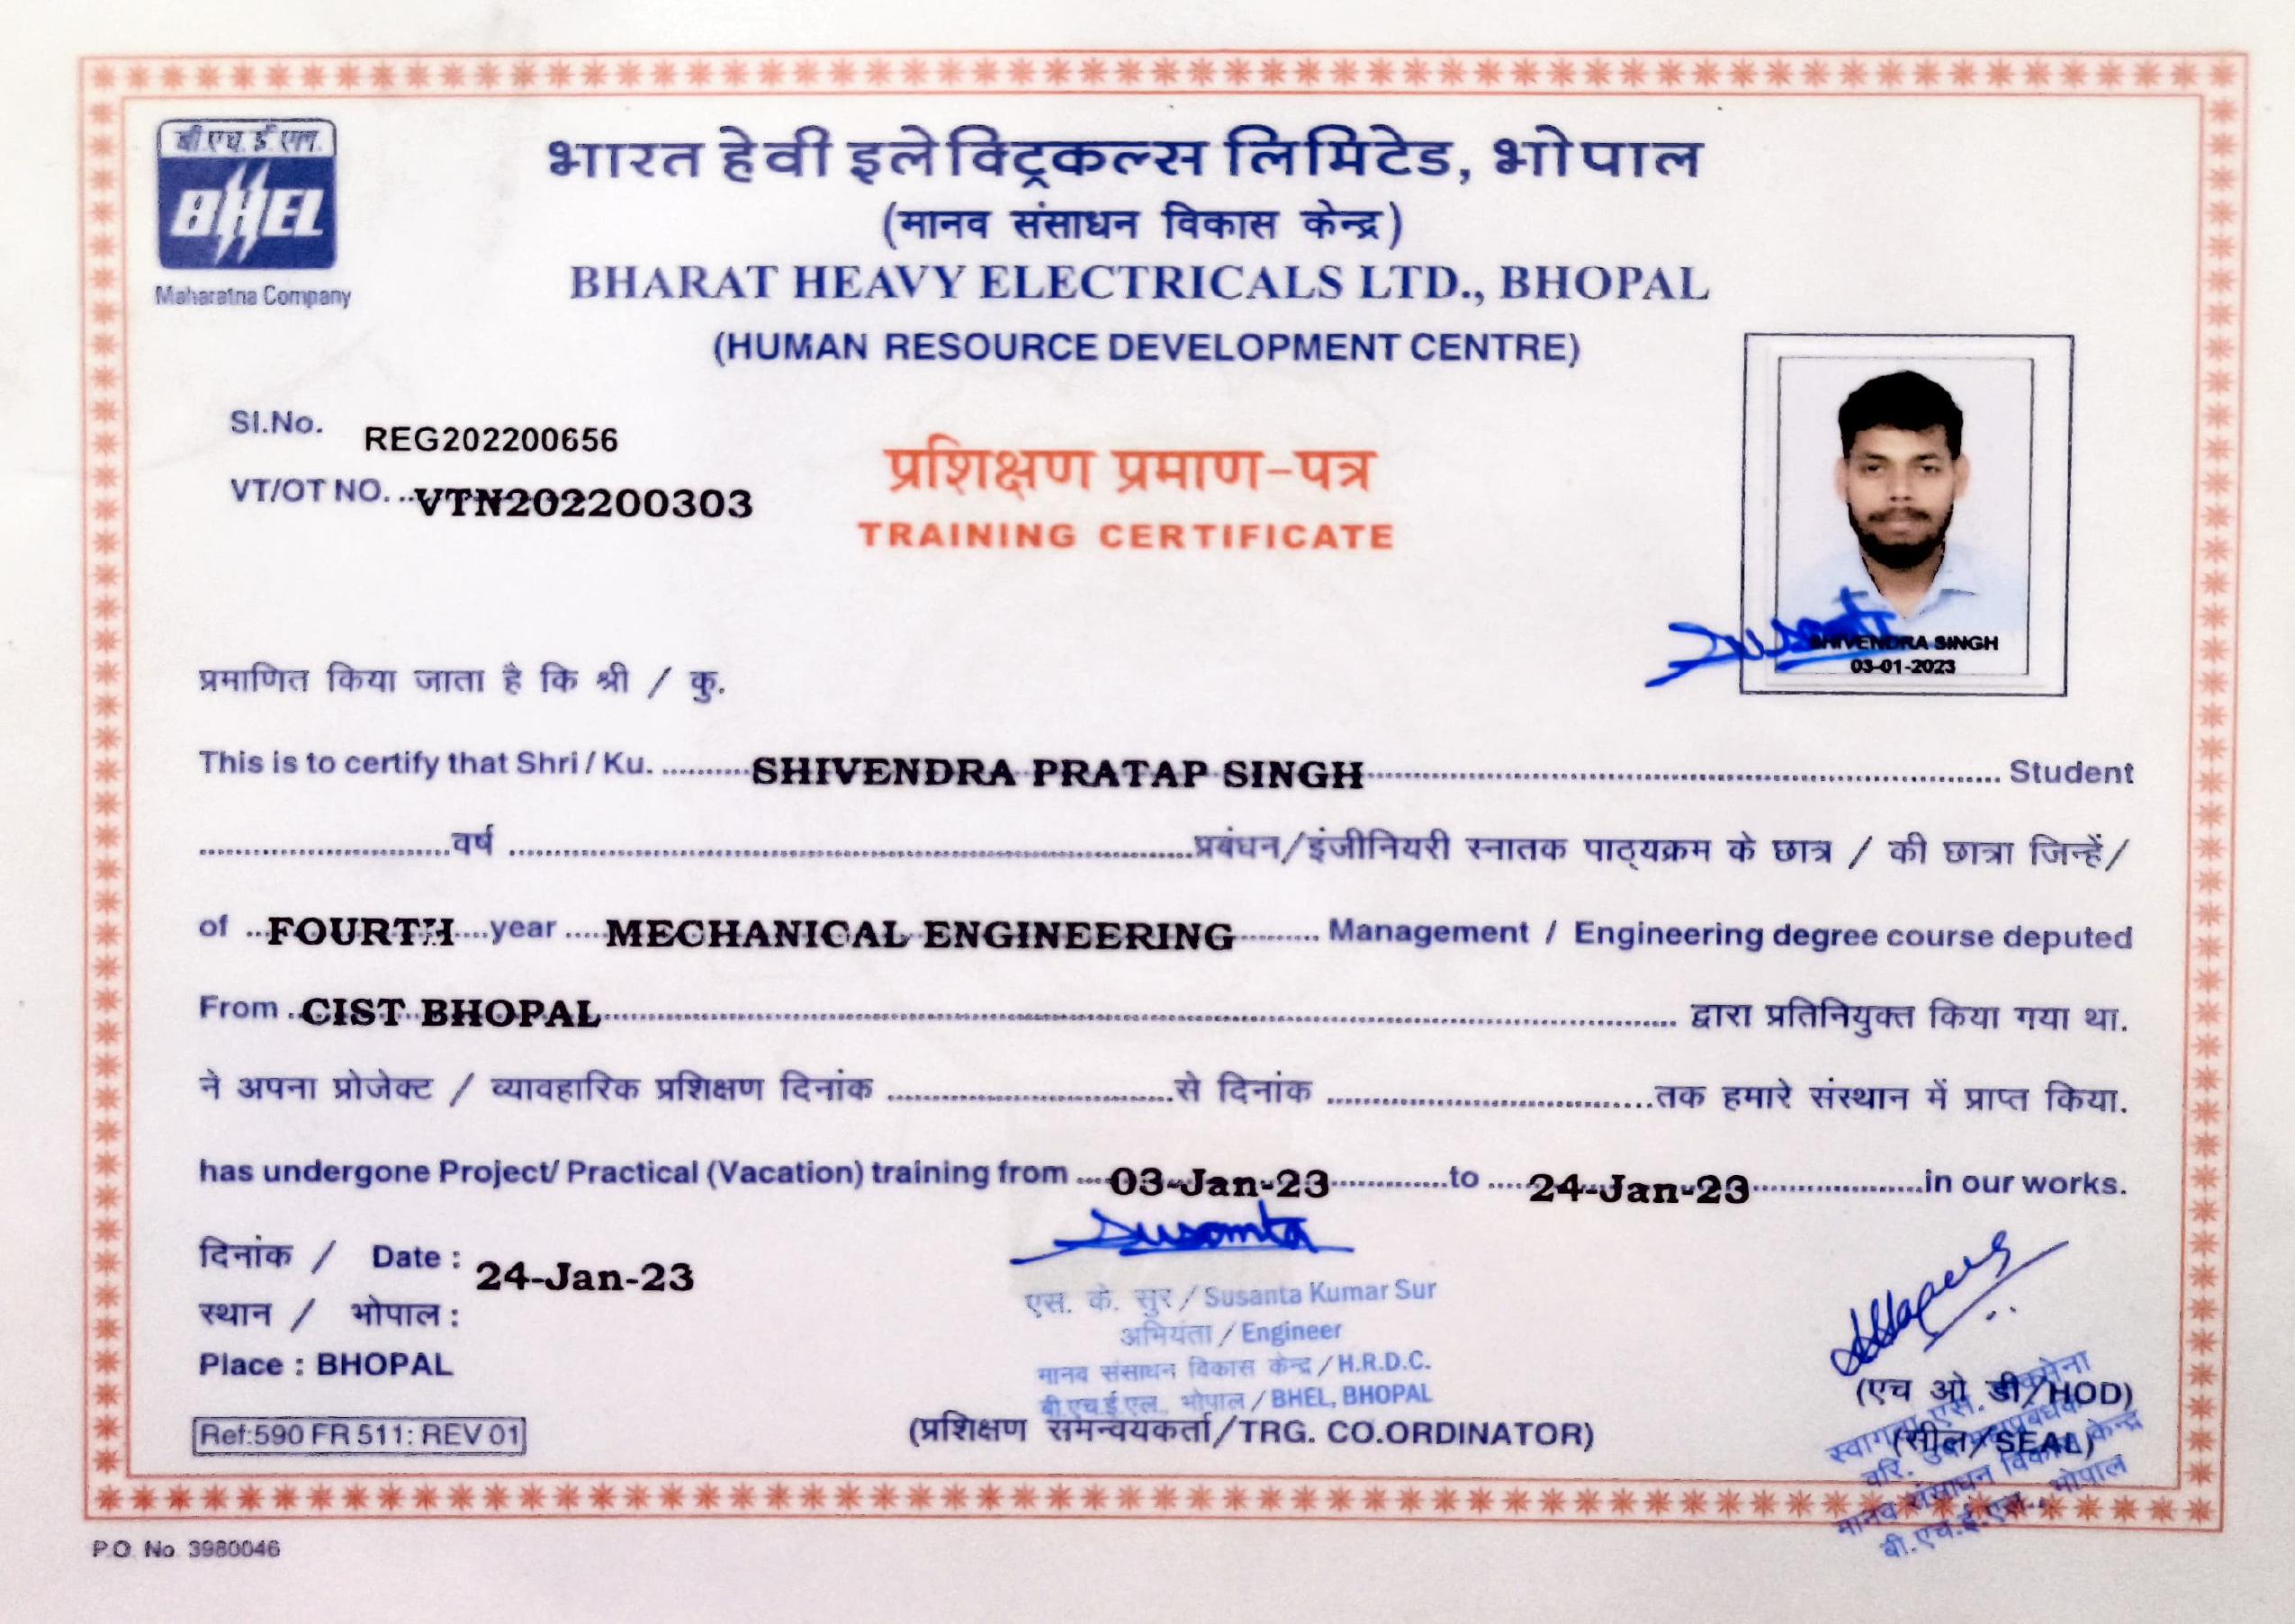 बी एच. ई. एल.
BHEL
Maharatna Company
भारत हेवी इलेक्ट्रिकल्स लिमिटेड, भोपाल
(मानव संसाधन विकास केन्द्र)
BHARAT HEAVY ELECTRICALS LTD., BHOPAL
(HUMAN RESOURCE DEVELOPMENT CENTRE)
Sl.No. REG202200656
VT/OT NO. VTN202200303
प्रशिक्षण प्रमाण-पत्र
TRAINING CERTIFICATE
Susanta
SHIVENDRA SINGH
03-01-2023
प्रमाणित किया जाता है कि श्री / कु.
This is to certify that Shri / Ku. SHIVENDRA PRATAP SINGH Student
वर्ष प्रबंधन/इंजीनियरी स्नातक पाठ्यक्रम के छात्र / की छात्रा जिन्हें/
of FOURTH year MECHANICAL ENGINEERING Management / Engineering degree course deputed
From CIST BHOPAL द्वारा प्रतिनियुक्त किया गया था.
ने अपना प्रोजेक्ट / व्यावहारिक प्रशिक्षण दिनांक से दिनांक तक हमारे संस्थान में प्राप्त किया.
has undergone Project/ Practical (Vacation) training from 03-Jan-23 to 24-Jan-23 in our works.
Susanta
दिनांक / Date : 24-Jan-23
स्थान / भोपाल :
Place : BHOPAL
Ref:590 FR 511: REV 01
एस. के. सुर / Susanta Kumar Sur
अभियंता / Engineer
मानव संसाधन विकास केन्द्र / H.R.D.C.
बी.एच.ई.एल., भोपाल / BHEL, BHOPAL
(प्रशिक्षण समन्वयकर्ता/TRG. CO.ORDINATOR)
(एच ओ डी/HOD)
(सील/SEAL)
मानव संसाधन विकास केन्द्र
बी.एच.ई.एल., भोपाल
P.O. No. 3980046